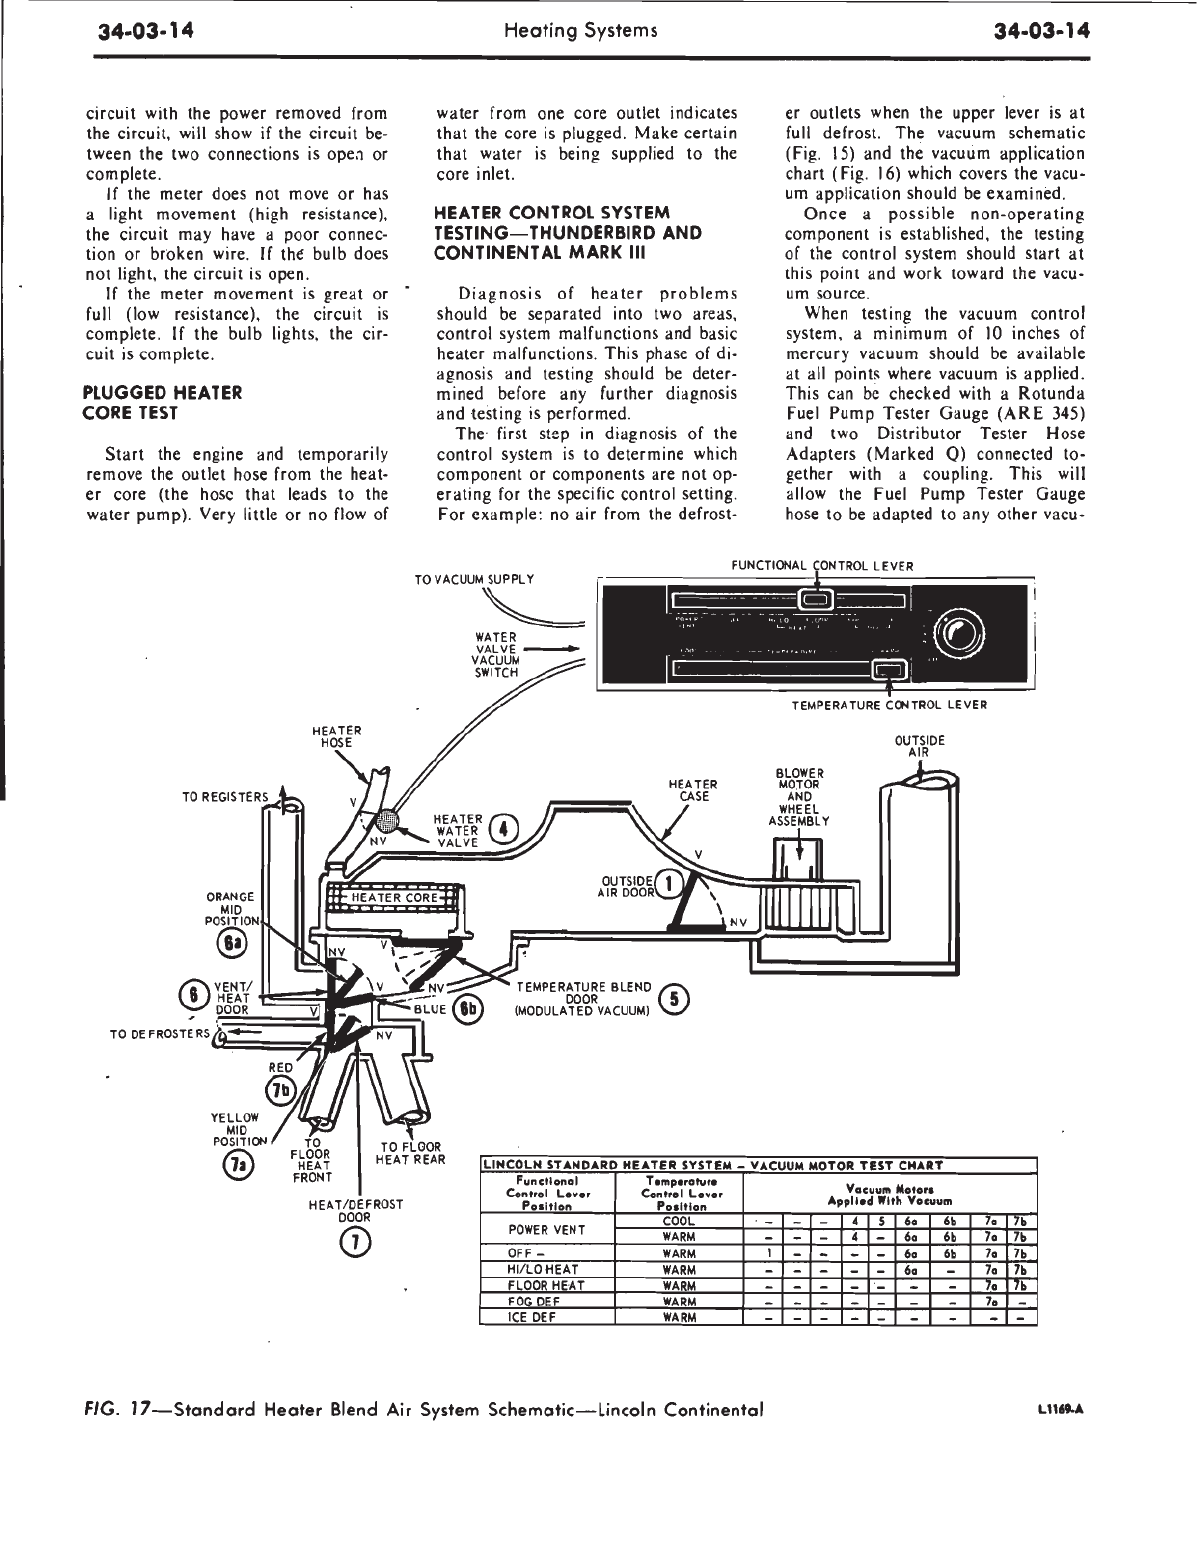 34-03-14
Heating Systems
34-03-14
circuit with the power removed from
the circuit, will show if the circuit be-
tween the two connections is open or
complete.
If the meter does not move or has
a light movement (high resistance),
the circuit may have a poor connec-
tion or broken wire. If the bulb does
not light, the circuit is open.
If the meter movement is great or
full (low resistance), the circuit is
complete. If the bulb lights, the cir-
cuit is complete.
PLUGGED HEATER
CORE TEST
Start the engine and temporarily
remove the outlet hose from the heat-
er core (the hose that leads to the
water pump). Very little or no flow of
water from one core outlet indicates
that the core is plugged. Make certain
that water is being supplied to the
core inlet.
HEATER CONTROL SYSTEM
TESTING—THUNDERBIRD AND
CONTINENTAL MARK III
Diagnosis of heater problems
should be separated into two areas,
control system malfunctions and basic
heater malfunctions. This phase of di-
agnosis and testing should be deter-
mined before any further diagnosis
and testing is performed.
The first step in diagnosis of the
control system is to determine which
component or components are not op-
erating for the specific control setting.
For example: no air from the defrost-
er outlets when the upper lever is at
full defrost. The vacuum schematic
(Fig. 15) and the vacuum application
chart (Fig. 16) which covers the vacu-
um application should be examined.
Once a possible non-operating
component is established, the testing
of the control system should start at
this point and work toward the vacu-
um source.
When testing the vacuum control
system, a minimum of 10 inches of
mercury vacuum should be available
at all points where vacuum is applied.
This can be checked with a Rotunda
Fuel Pump Tester Gauge (ARE 345)
and two Distributor Tester Hose
Adapters (Marked Q) connected to-
gether with a coupling. This will
allow the Fuel Pump Tester Gauge
hose to be adapted to any other vacu-
FUNCTIONAL CONTROL LEVER
TO VACUUM SUPPLY
WATER
VALVE
VACUUM
SWITCH
TEMPERATURE CONTROL LEVER
HEATER
HOSE
OUTSIDE
AIR
TO REGISTERS
V
NV
HEATER
WATER
VALVE
4
HEATER
CASE
BLOWER
MOTOR
AND
WHEEL
ASSEMBLY
V
OUTSIDE
AIR DOOR
1
NV
HEATER CORE
ORANGE
MID
POSITION
6a
NV
V
V
NV
6
VENT/
HEAT
DOOR
V
BLUE
6b
TEMPERATURE BLEND
DOOR
(MODULATED VACUUM)
5
TO DEFROSTERS
NV
RED
7b
YELLOW
MID
POSITION
7a
TO
FLOOR
HEAT
FRONT
TO FLOOR
HEAT REAR
HEAT/DEFROST
DOOR
7
LINCOLN STANDARD HEATER SYSTEM – VACUUM MOTOR TEST CHART
Functional Control Lever Position | Temperature Control Lever Position | Vacuum Motors Applied With Vacuum
POWER VENT | COOL | – | – | – | 4 | 5 | 6a | 6b | 7a | 7b
WARM | – | – | – | 4 | – | 6a | 6b | 7a | 7b
OFF – | WARM | 1 | – | – | – | – | 6a | 6b | 7a | 7b
HI/LO HEAT | WARM | – | – | – | – | – | 6a | – | 7a | 7b
FLOOR HEAT | WARM | – | – | – | – | – | – | – | 7a | 7b
FOG DEF | WARM | – | – | – | – | – | – | – | 7a | –
ICE DEF | WARM | – | – | – | – | – | – | – | – | –
FIG. 17—Standard Heater Blend Air System Schematic—Lincoln Continental
L1169-A